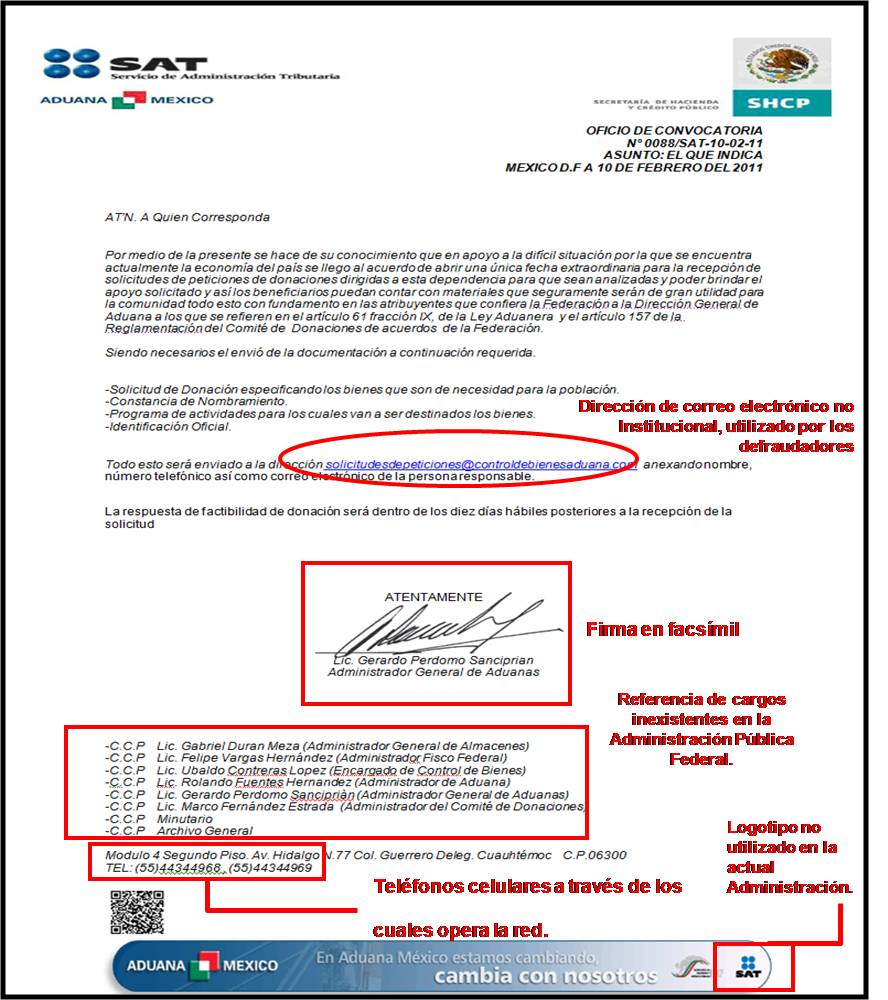 SAT
Servicio de Administración Tributaria
ADUANA MEXICO
SECRETARÍA DE HACIENDA
Y CRÉDITO PÚBLICO
SHCP
OFICIO DE CONVOCATORIA
N° 0088/SAT-10-02-11
ASUNTO: EL QUE INDICA
MEXICO D.F A 10 DE FEBRERO DEL 2011
AT'N. A Quien Corresponda
Por medio de la presente se hace de su conocimiento que en apoyo a la difícil situación por la que se encuentra
actualmente la economía del país se llego al acuerdo de abrir una única fecha extraordinaria para la recepción de
solicitudes de peticiones de donaciones dirigidas a esta dependencia para que sean analizadas y poder brindar el
apoyo solicitado y así los beneficiarios puedan contar con materiales que seguramente serán de gran utilidad para
la comunidad todo esto con fundamento en las atribuyentes que confiera la Federación a la Dirección General de
Aduana a los que se refieren en el artículo 61 fracción IX, de la Ley Aduanera y el artículo 157 de la
Reglamentación del Comité de Donaciones de acuerdos de la Federación.
Siendo necesarios el envió de la documentación a continuación requerida.
-Solicitud de Donación especificando los bienes que son de necesidad para la población.
-Constancia de Nombramiento.
-Programa de actividades para los cuales van a ser destinados los bienes.
-Identificación Oficial.
Dirección de correo electrónico no
Institucional, utilizado por los
defraudadores
Todo esto será enviado a la dirección solicitudesdepeticiones@controldebienesaduana.com anexando nombre,
número telefónico así como correo electrónico de la persona responsable.
La respuesta de factibilidad de donación será dentro de los diez días hábiles posteriores a la recepción de la
solicitud
ATENTAMENTE
Lic. Gerardo Perdomo Sanciprian
Administrador General de Aduanas
Firma en facsímil
Referencia de cargos
inexistentes en la
Administración Pública
Federal.
-C.C.P Lic. Gabriel Duran Meza (Administrador General de Almacenes)
-C.C.P Lic. Felipe Vargas Hernández (Administrador Fisco Federal)
-C.C.P Lic. Ubaldo Contreras Lopez (Encargado de Control de Bienes)
-C.C.P Lic. Rolando Fuentes Hernandez (Administrador de Aduana)
-C.C.P Lic. Gerardo Perdomo Sanciprián (Administrador General de Aduanas)
-C.C.P Lic. Marco Fernández Estrada (Administrador del Comité de Donaciones)
-C.C.P Minutario
-C.C.P Archivo General
Logotipo no
utilizado en la
actual
Administración.
Modulo 4 Segundo Piso. Av. Hidalgo N.77 Col. Guerrero Deleg. Cuauhtémoc C.P.06300
TEL: (55)44344968 , (55)44344969
Teléfonos celulares a través de los
cuales opera la red.
ADUANA MEXICO
En Aduana México estamos cambiando,
cambia con nosotros
SAT